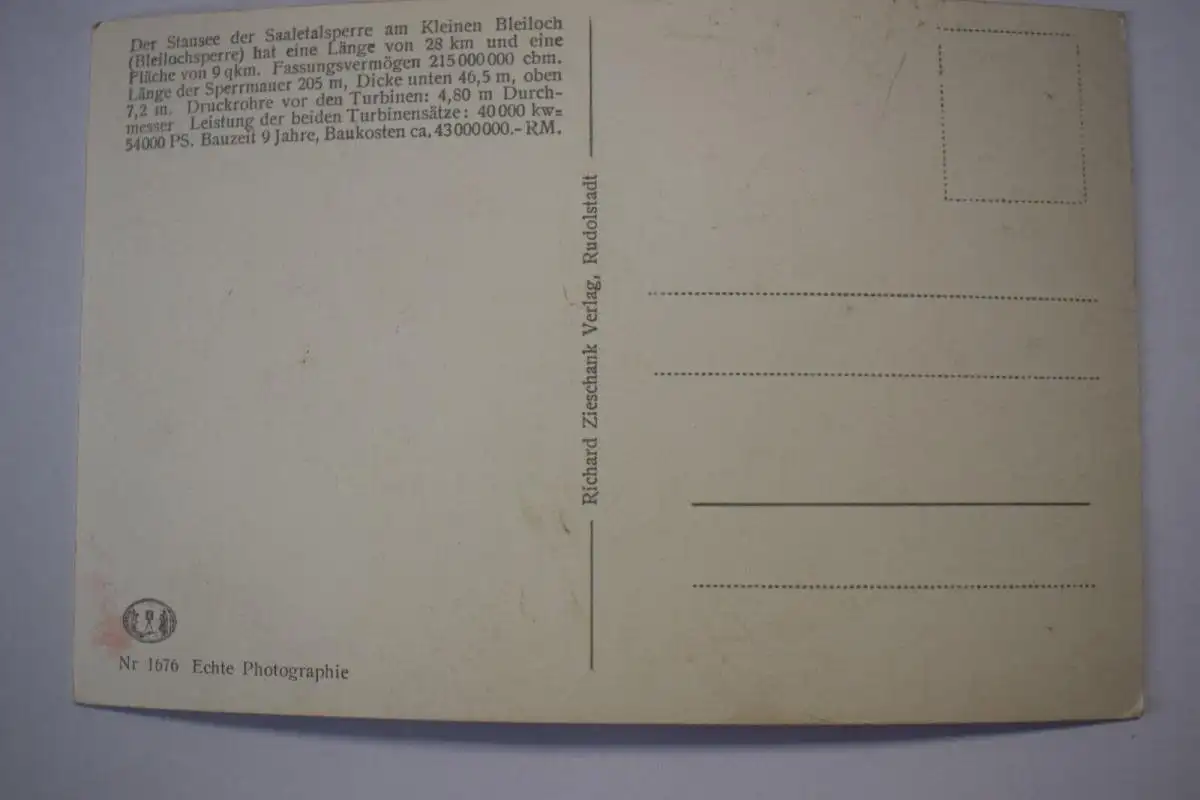 Der Stausee der Saaletalsperre am Kleinen Bleiloch
(Bleilochsperre) hat eine Länge von 28 km und eine
Fläche von 9 qkm. Fassungsvermögen 215 000 000 cbm.
Länge der Sperrmauer 205 m, Dicke unten 46,5 m, oben
7,2 m. Druckrohre vor den Turbinen: 4,80 m Durch-
messer Leistung der beiden Turbinensätze: 40 000 kw=
54000 PS. Bauzeit 9 Jahre, Baukosten ca. 43 000 000.- RM.
Richard Zieschank Verlag, Rudolstadt
Nr 1676 Echte Photographie